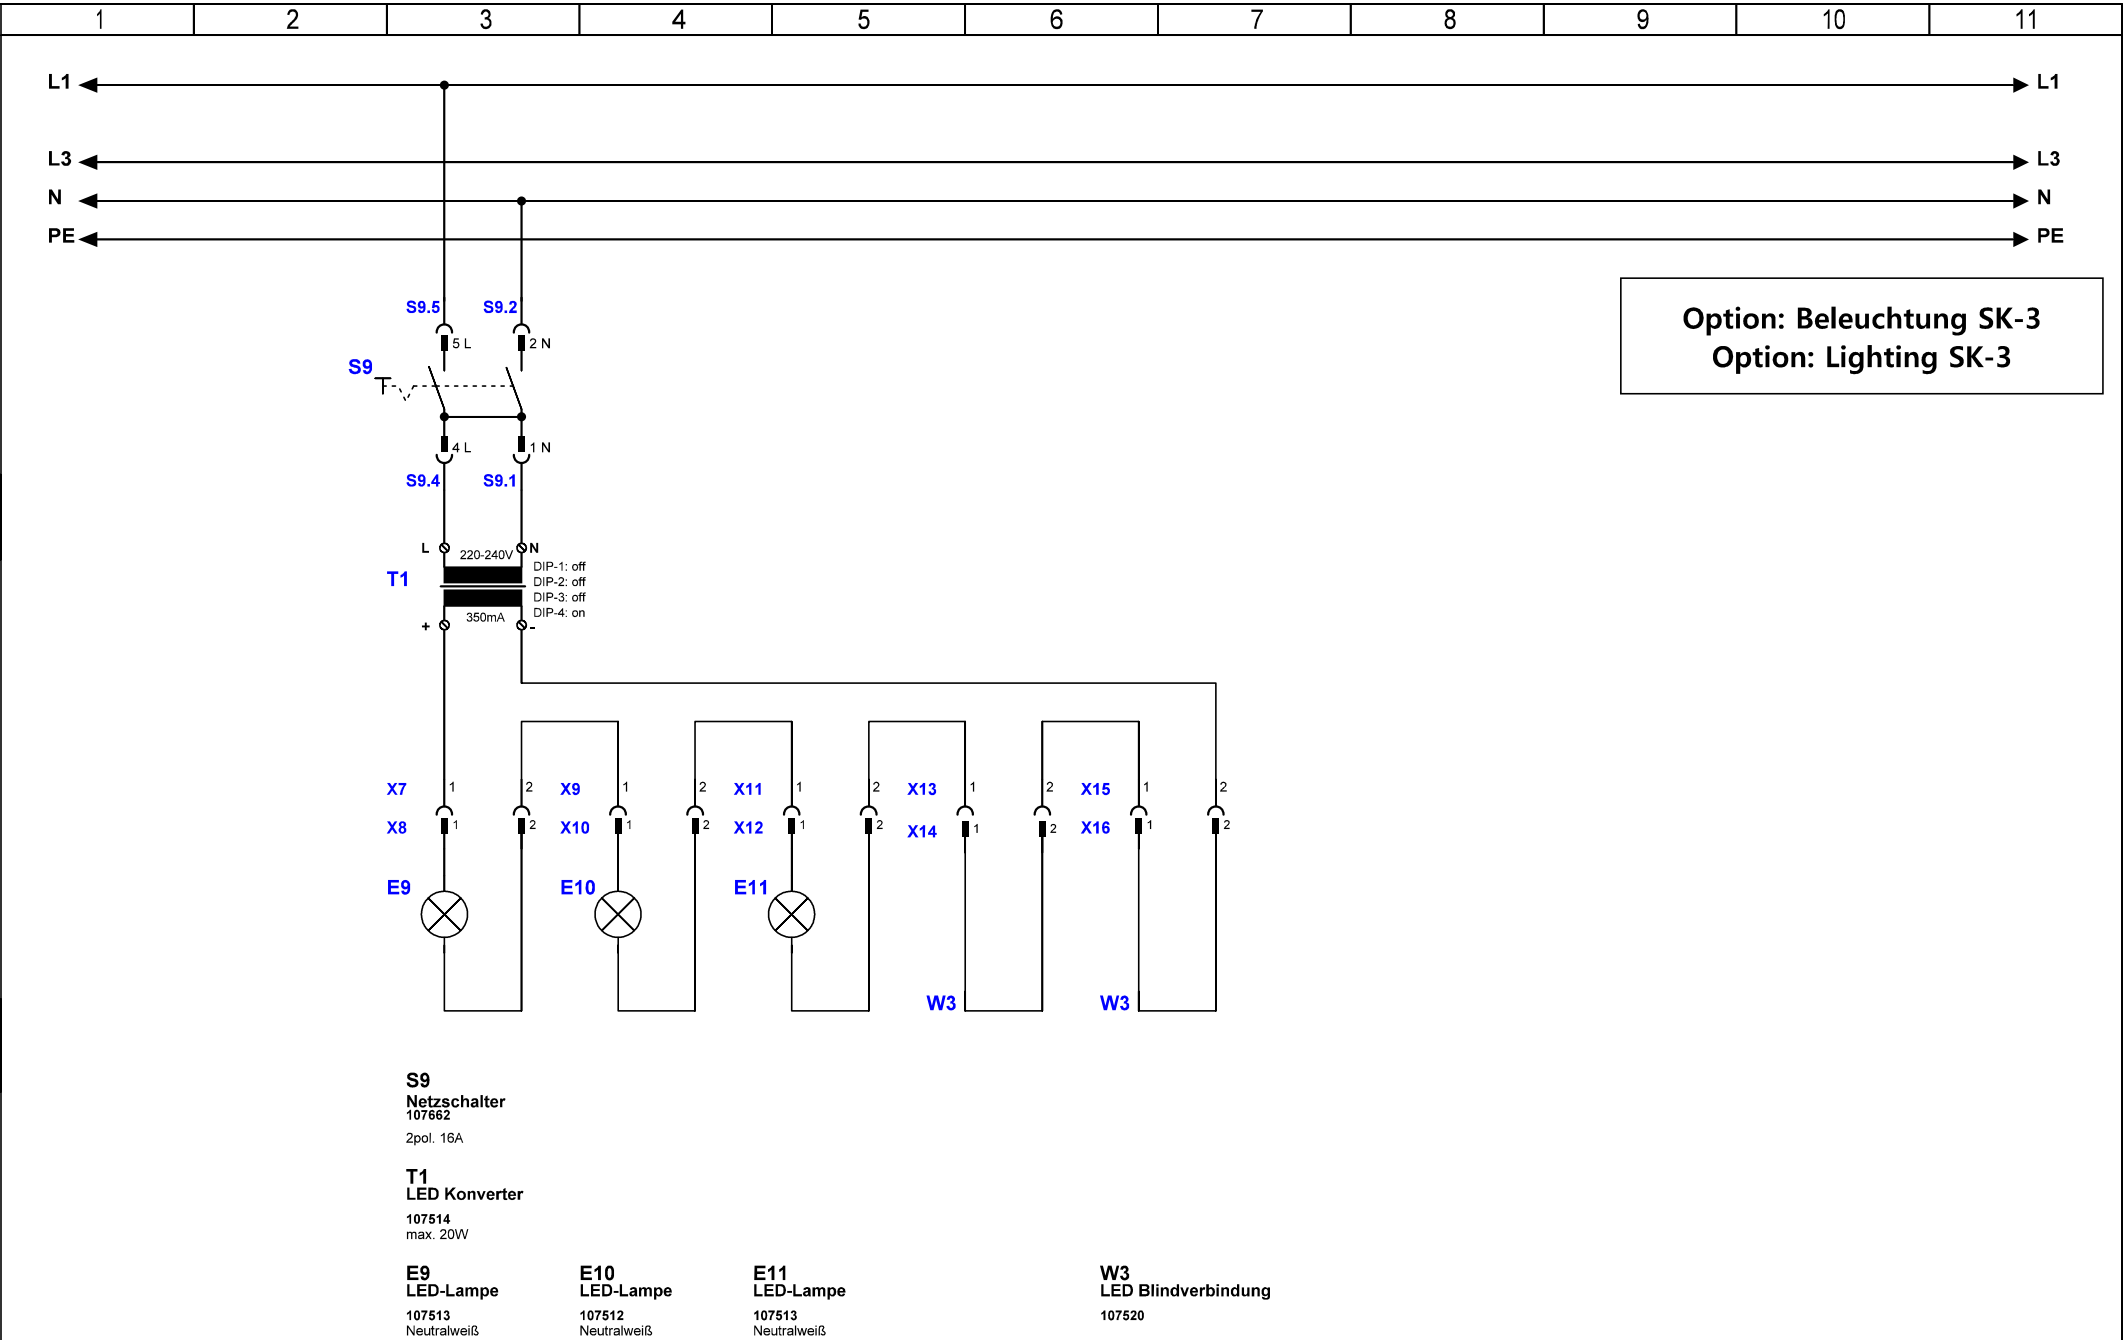 1 2 3 4 5 6 7 8 9 10 11
L1 L1
L3 L3
N N
PE PE
Option: Beleuchtung SK-3
Option: Lighting SK-3
S9.5 S9.2
5 L 2 N
S9
4 L 1 N
S9.4 S9.1
L 220-240V N
T1
DIP-1: off
DIP-2: off
DIP-3: off
DIP-4: on
+ 350mA -
X7 1 2 X9 1 2 X11 1 2 X13 1 2 X15 1 2
X8 1 2 X10 1 2 X12 1 2 X14 1 2 X16 1 2
E9 E10 E11
W3 W3
S9
Netzschalter
107662
2pol. 16A
T1
LED Konverter
107514
max. 20W
E9 E10 E11 W3
LED-Lampe LED-Lampe LED-Lampe LED Blindverbindung
107513 107512 107513 107520
Neutralweiß Neutralweiß Neutralweiß